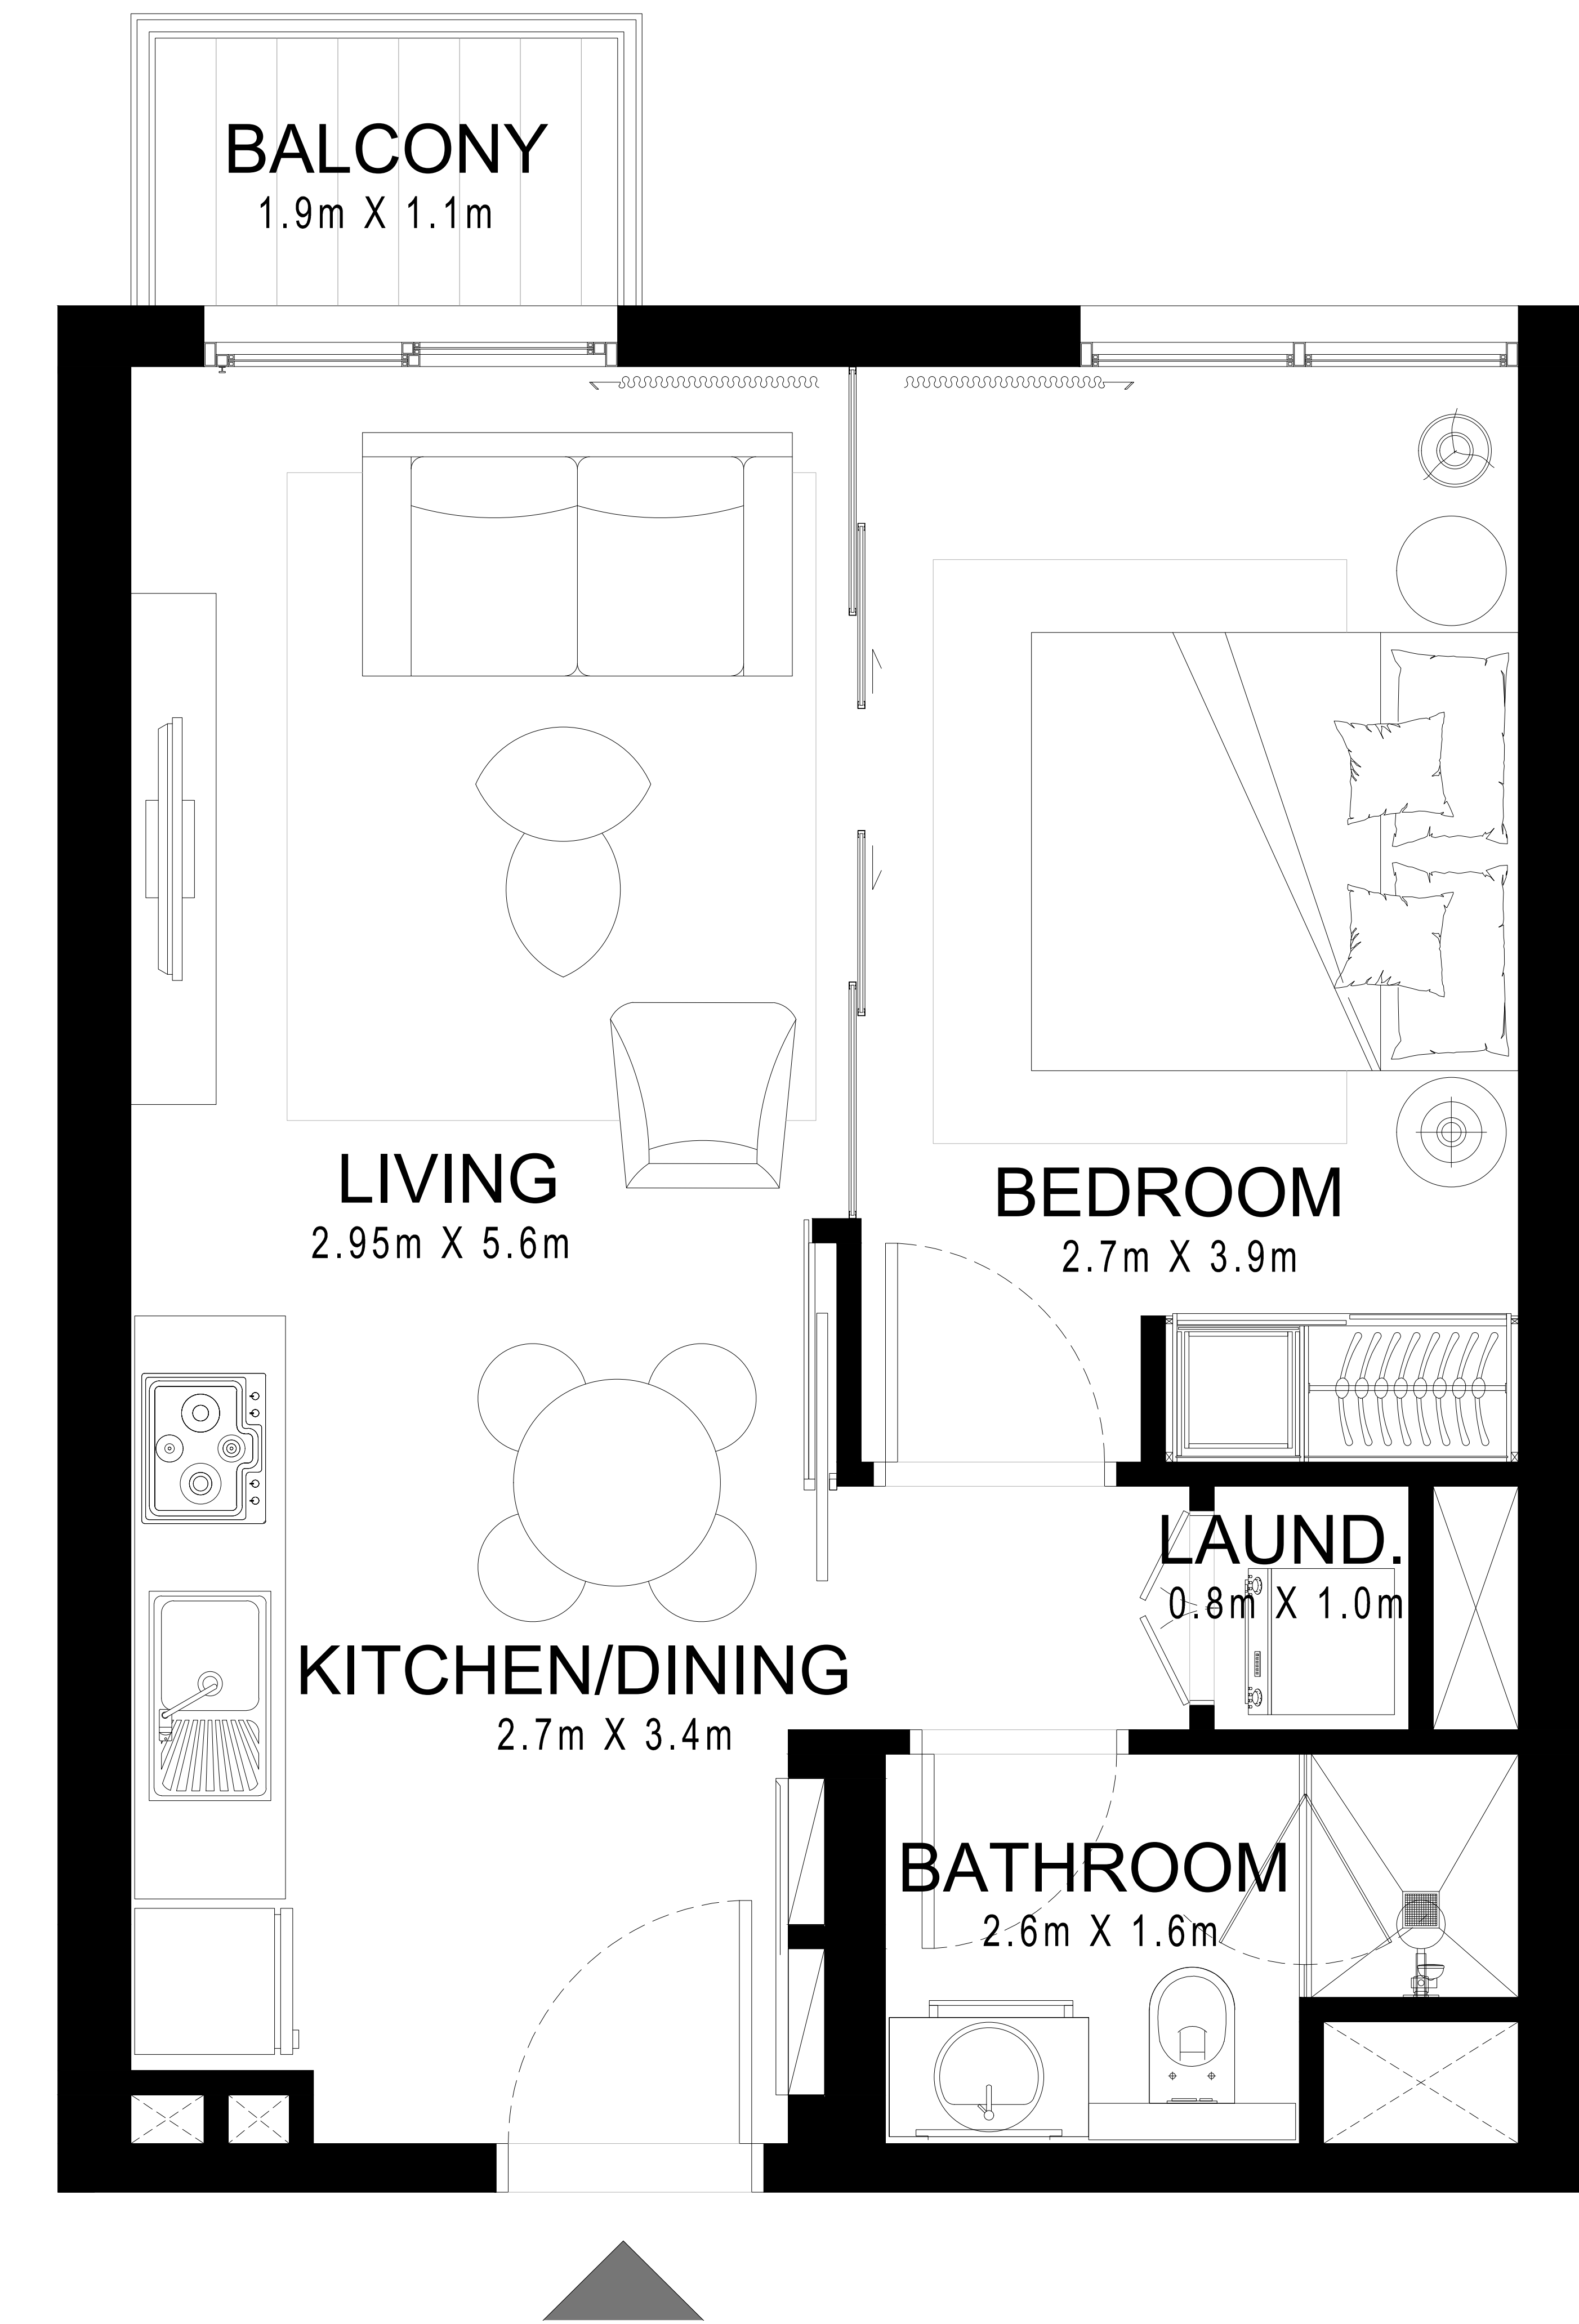 BALCONY
1.9m X 1.1m
LIVING
2.95m X 5.6m
BEDROOM
2.7m X 3.9m
LAUND.
0.8m X 1.0m
KITCHEN/DINING
2.7m X 3.4m
BATHROOM
2.6m X 1.6m